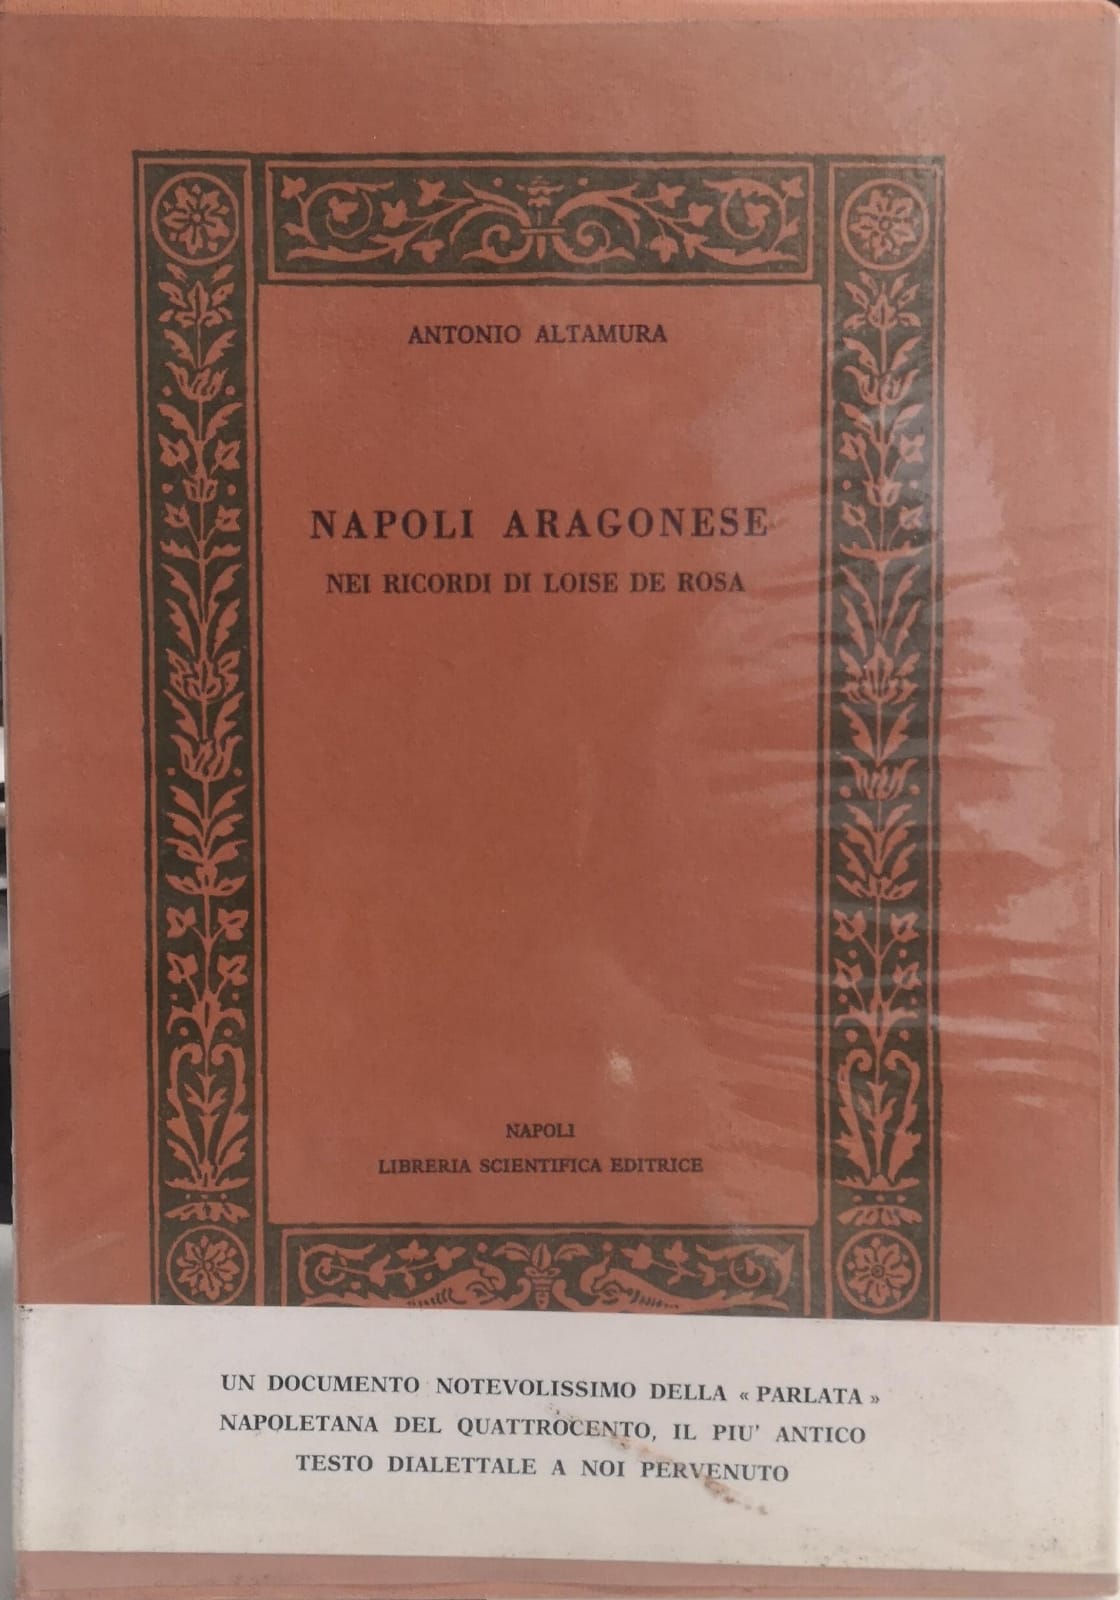 ANTONIO ALTAMURA
NAPOLI ARAGONESE
NEI RICORDI DI LOISE DE ROSA
NAPOLI
LIBRERIA SCIENTIFICA EDITRICE
UN DOCUMENTO NOTEVOLISSIMO DELLA « PARLATA »
NAPOLETANA DEL QUATTROCENTO, IL PIU' ANTICO
TESTO DIALETTALE A NOI PERVENUTO